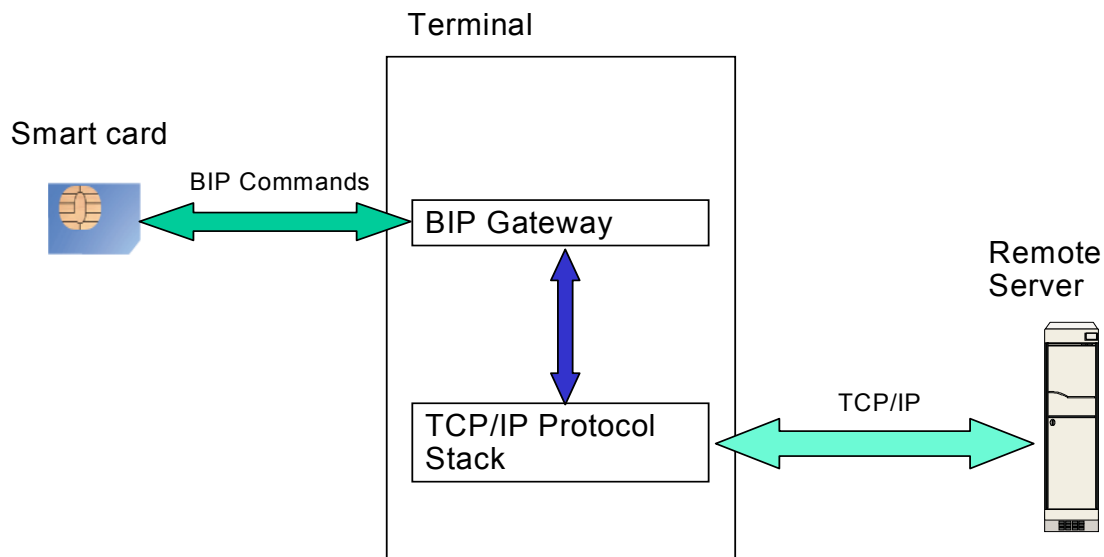 Terminal
Smart card
BIP Commands
BIP Gateway
Remote
Server
TCP/IP
TCP/IP Protocol
Stack